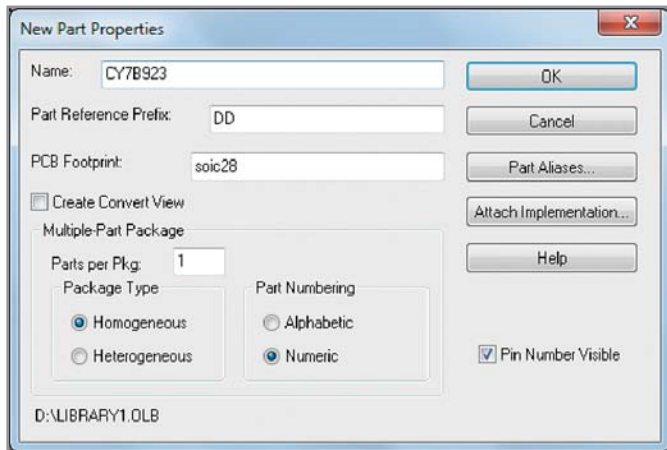 New Part Properties
Name: CY7B923
OK
Part Reference Prefix: DD
Cancel
PCB Footprint: soic28
Part Aliases...
Create Convert View
Attach Implementation...
Multiple-Part Package
Parts per Pkg: 1
Help
Package Type
Part Numbering
Homogeneous
Alphabetic
Heterogeneous
Numeric
Pin Number Visible
D:\LIBRARY1.OLB